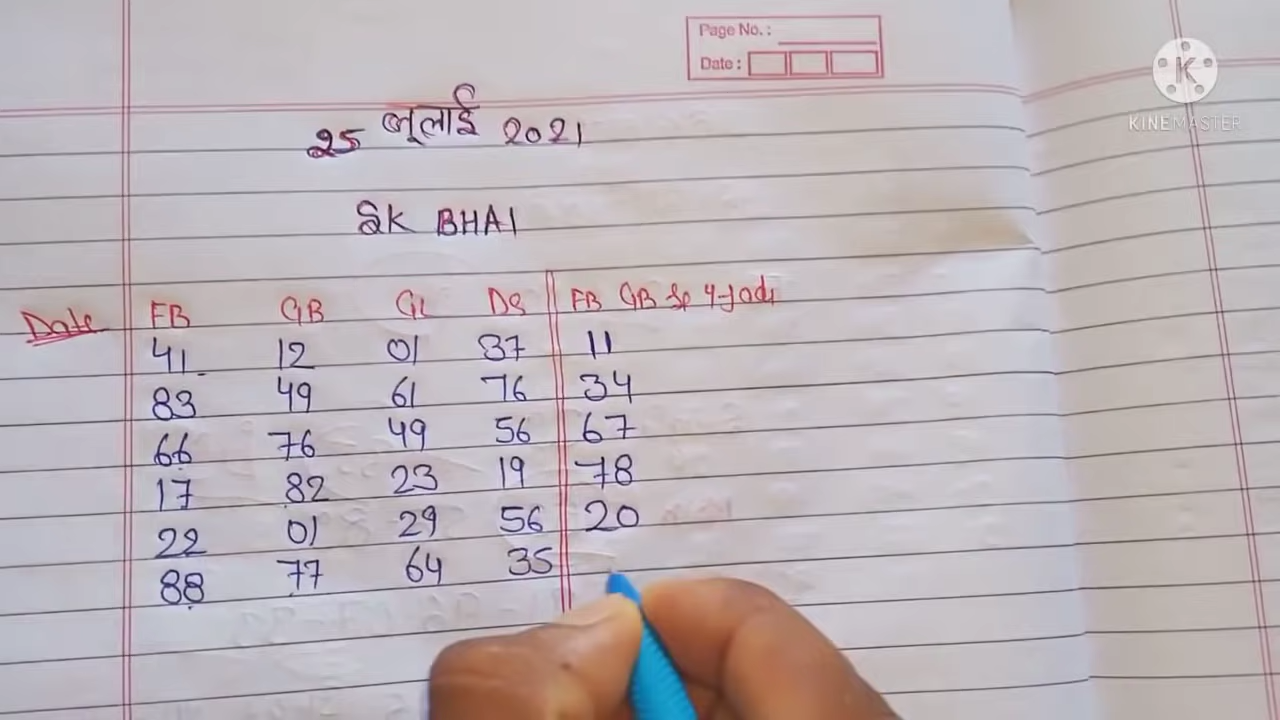 Page No. :
Date :
K
KINEMASTER
25 जूलाई 2021
SK BHAI
Date FB GB GL DS FB GB से 4-Jodi
41 12 01 37 11
83 49 61 76 34
66 76 49 56 67
17 82 23 19 78
22 01 29 56 20
88 77 64 35